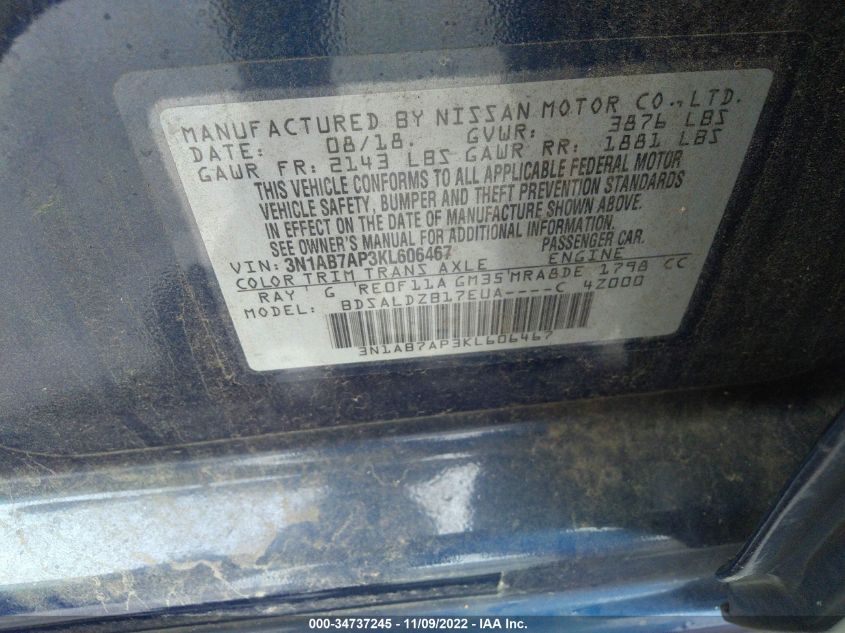 MANUFACTURED BY NISSAN MOTOR CO., LTD.
DATE: 08/18. GVWR: 3876 LBS
GAWR FR: 2143 LBS GAWR RR: 1881 LBS
THIS VEHICLE CONFORMS TO ALL APPLICABLE FEDERAL MOTOR
VEHICLE SAFETY, BUMPER AND THEFT PREVENTION STANDARDS
IN EFFECT ON THE DATE OF MANUFACTURE SHOWN ABOVE.
SEE OWNER'S MANUAL FOR ADDITIONAL INFORMATION.
VIN: 3N1AB7AP3KL606467 PASSENGER CAR.
COLOR TRIM TRANS AXLE ENGINE
RAY G RE0F11A GM35 MRA8DE 1798 CC
MODEL: BDSALDZB17EUA----C 4Z000
3N1AB7AP3KL606467
000-34737245 - 11/09/2022 - IAA Inc.